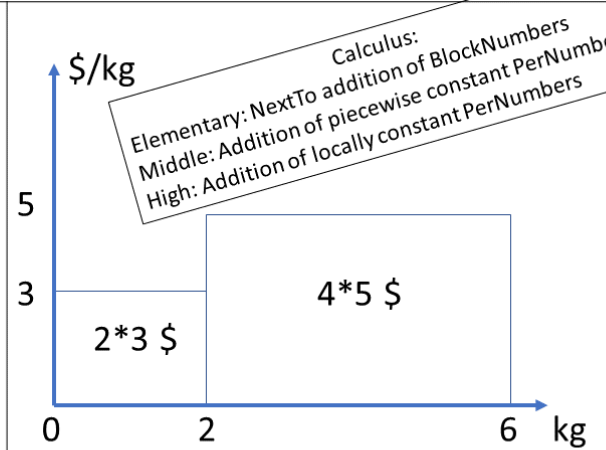 Calculus:
Elementary: NextTo addition of BlockNumbers
Middle: Addition of piecewise constant
High: Addition of locally constant PerNumbers
$/kg
5
3
4*5 $
2*3 $
0 2 6 kg